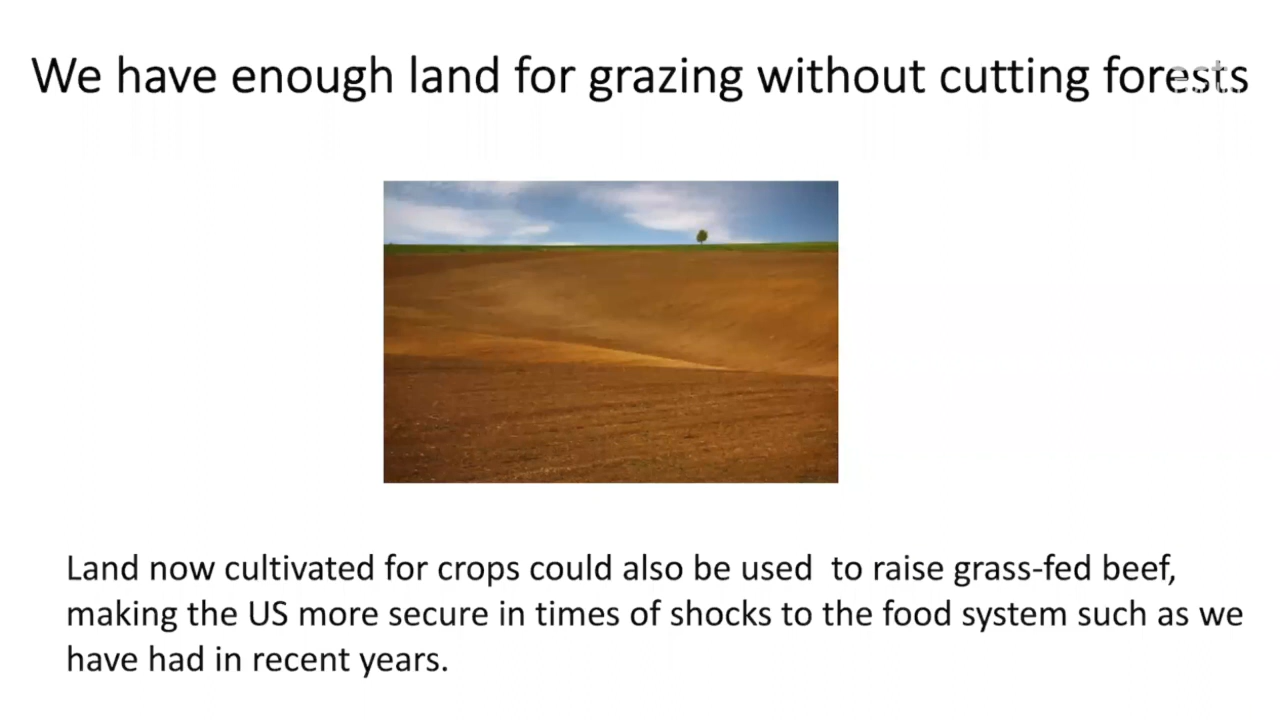 We have enough land for grazing without cutting forests
Land now cultivated for crops could also be used  to raise grass-fed beef,
making the US more secure in times of shocks to the food system such as we
have had in recent years.